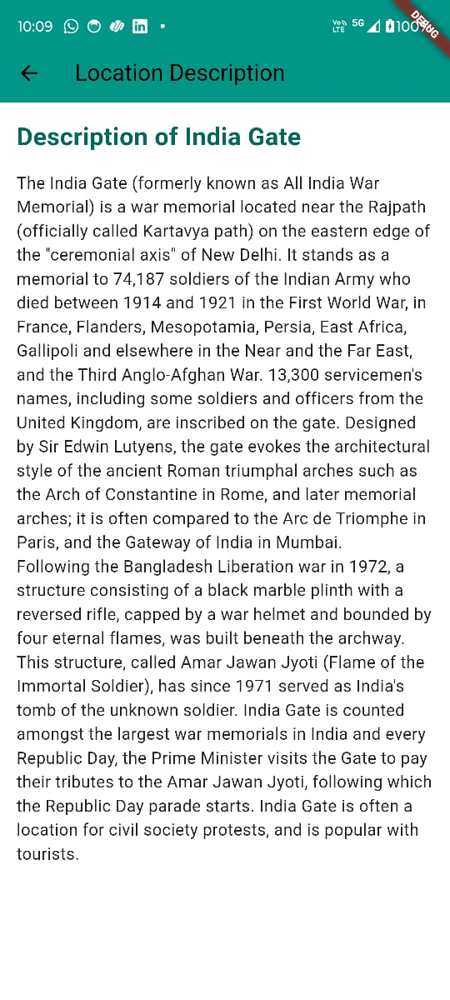 10:09
in
Vo))
LTE
5G
100%
DEBUG
Location Description
Description of India Gate
The India Gate (formerly known as All India War
Memorial) is a war memorial located near the Rajpath
(officially called Kartavya path) on the eastern edge of
the "ceremonial axis" of New Delhi. It stands as a
memorial to 74,187 soldiers of the Indian Army who
died between 1914 and 1921 in the First World War, in
France, Flanders, Mesopotamia, Persia, East Africa,
Gallipoli and elsewhere in the Near and the Far East,
and the Third Anglo-Afghan War. 13,300 servicemen's
names, including some soldiers and officers from the
United Kingdom, are inscribed on the gate. Designed
by Sir Edwin Lutyens, the gate evokes the architectural
style of the ancient Roman triumphal arches such as
the Arch of Constantine in Rome, and later memorial
arches; it is often compared to the Arc de Triomphe in
Paris, and the Gateway of India in Mumbai.
Following the Bangladesh Liberation war in 1972, a
structure consisting of a black marble plinth with a
reversed rifle, capped by a war helmet and bounded by
four eternal flames, was built beneath the archway.
This structure, called Amar Jawan Jyoti (Flame of the
Immortal Soldier), has since 1971 served as India's
tomb of the unknown soldier. India Gate is counted
amongst the largest war memorials in India and every
Republic Day, the Prime Minister visits the Gate to pay
their tributes to the Amar Jawan Jyoti, following which
the Republic Day parade starts. India Gate is often a
location for civil society protests, and is popular with
tourists.